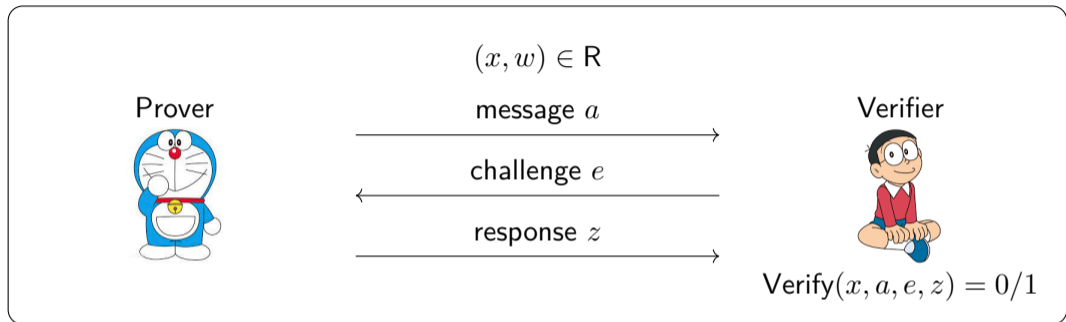 (x, w) ∈ R
Prover
message a
Verifier
challenge e
response z
Verify(x, a, e, z) = 0/1